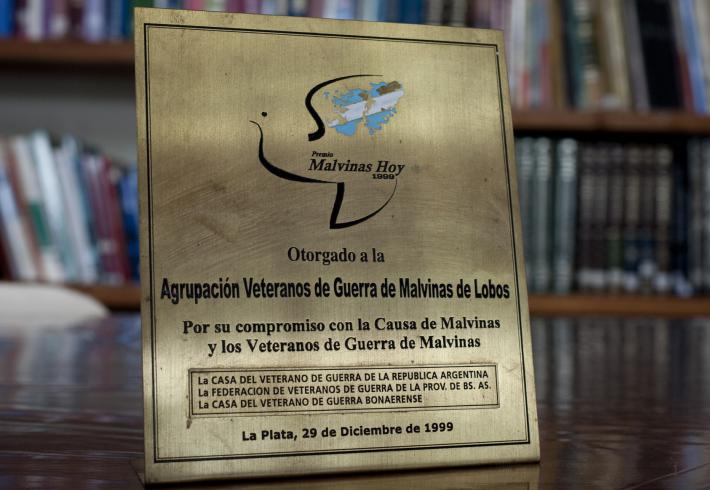 Premio
Malvinas Hoy
1999
Otorgado a la
Agrupación Veteranos de Guerra de Malvinas de Lobos
Por su compromiso con la Causa de Malvinas
y los Veteranos de Guerra de Malvinas
La CASA DEL VETERANO DE GUERRA DE LA REPUBLICA ARGENTINA
La FEDERACION DE VETERANOS DE GUERRA DE LA PROV. DE BS. AS.
La CASA DEL VETERANO DE GUERRA BONAERENSE
La Plata, 29 de Diciembre de 1999